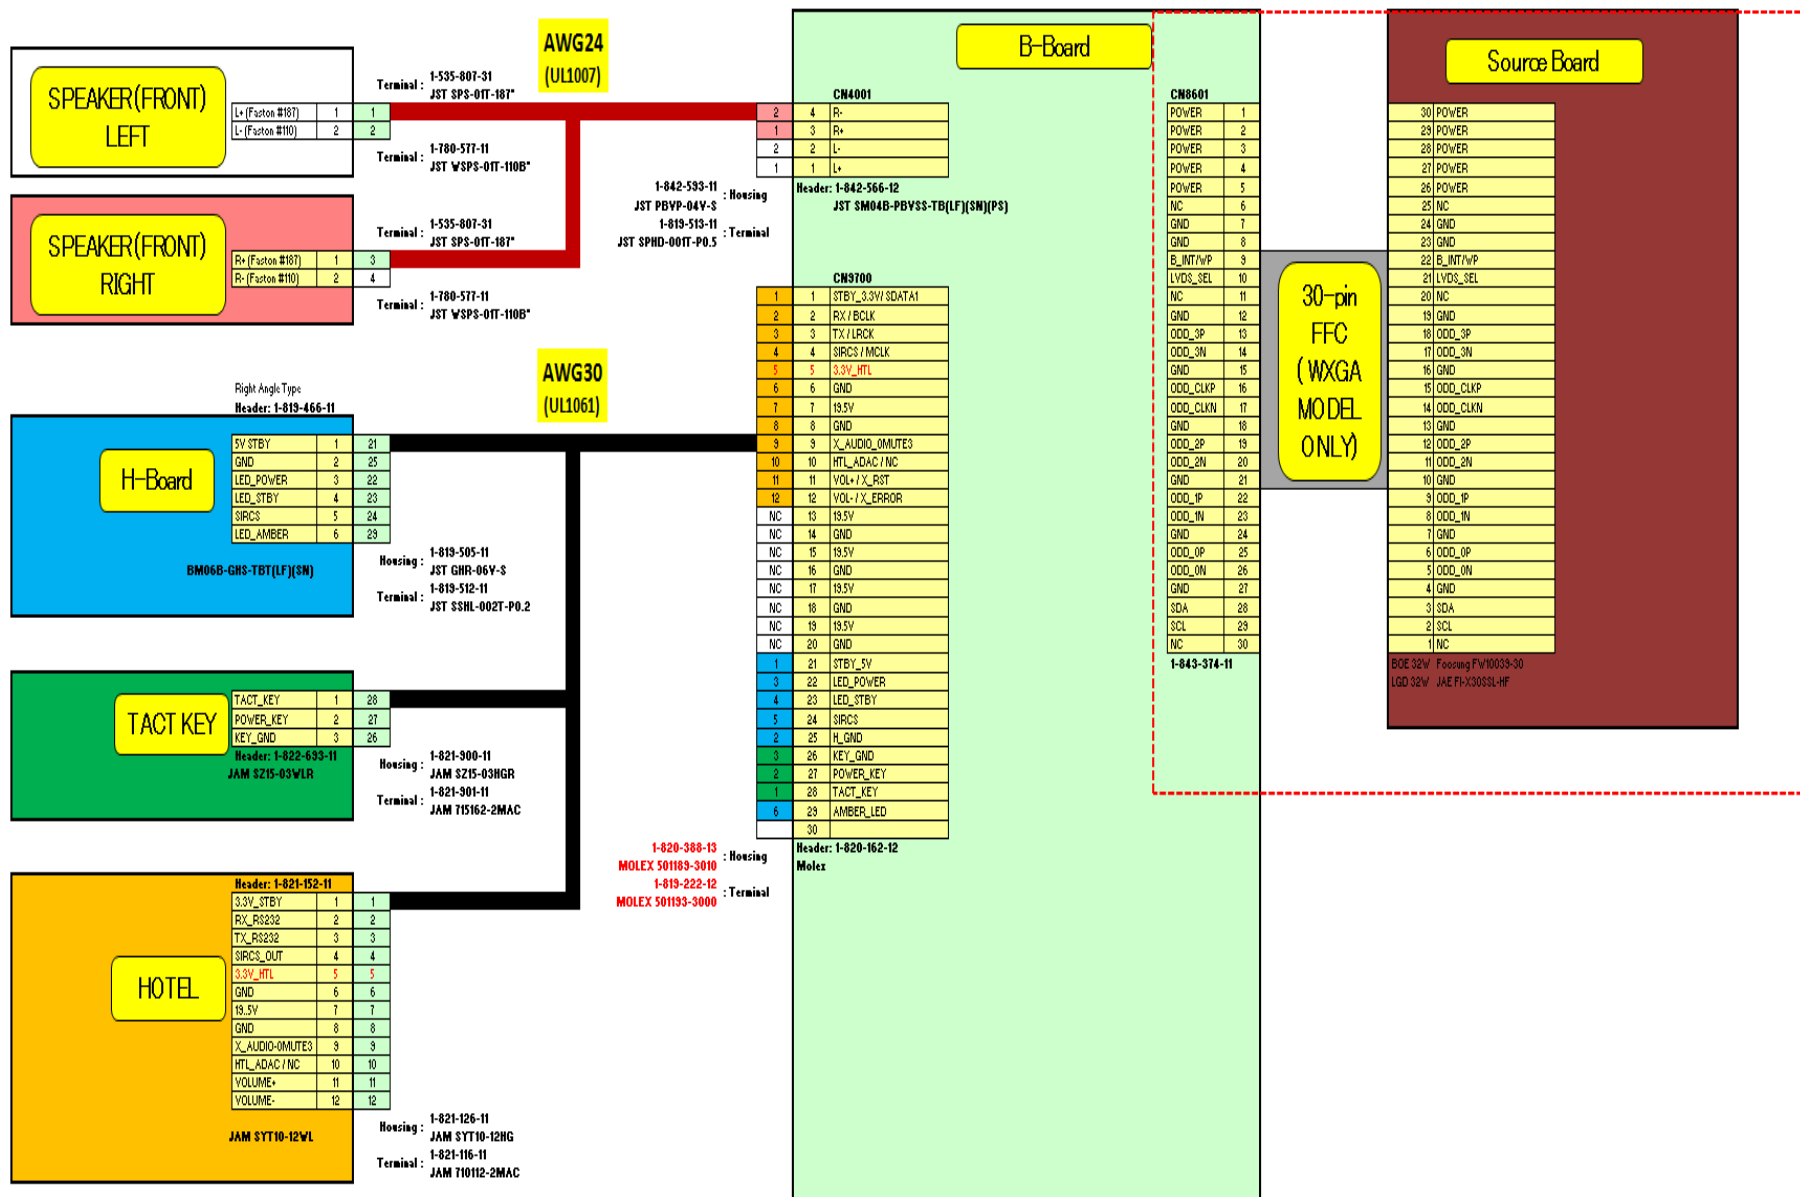 AWG24
(UL1007)
B-Board
Source Board
SPEAKER(FRONT)
LEFT
L+ (Faston #187) 1 1
L- (Faston #110) 2 2
Terminal : 1-535-807-31
JST SPS-01T-187"
Terminal : 1-780-577-11
JST WSPS-01T-110B"
SPEAKER(FRONT)
RIGHT
R+ (Faston #187) 1 3
R- (Faston #110) 2 4
Terminal : 1-535-807-31
JST SPS-01T-187"
Terminal : 1-780-577-11
JST WSPS-01T-110B"
CN4001
2 4 R-
1 3 R+
2 2 L-
1 1 L+
1-842-593-11 : Housing
JST PBVP-04V-S
1-819-513-11 : Terminal
JST SPHD-001T-P0.5
Header: 1-842-566-12
JST SM04B-PBVSS-TB(LF)(SN)(PS)
AWG30
(UL1061)
Right Angle Type
Header: 1-819-466-11
H-Board
5V STBY 1 21
GND 2 25
LED_POWER 3 22
LED_STBY 4 23
SIRCS 5 24
LED_AMBER 6 29
BM06B-GHS-TBT(LF)(SN)
Housing : 1-819-505-11
JST GHR-06V-S
Terminal : 1-819-512-11
JST SSHL-002T-P0.2
TACT KEY
TACT_KEY 1 28
POWER_KEY 2 27
KEY_GND 3 26
Header: 1-822-693-11
JAM SZ15-03WLR
Housing : 1-821-900-11
JAM SZ15-03HGR
Terminal : 1-821-901-11
JAM 715162-2MAC
Header: 1-821-152-11
HOTEL
3.3V_STBY 1 1
RX_RS232 2 2
TX_RS232 3 3
SIRCS_OUT 4 4
3.3V_HTL 5 5
GND 6 6
19..5V 7 7
GND 8 8
X_AUDIO-0MUTE3 9 9
HTL_ADAC / NC 10 10
VOLUME+ 11 11
VOLUME- 12 12
JAM SYT10-12WL
Housing : 1-821-126-11
JAM SYT10-12HG
Terminal : 1-821-116-11
JAM 710112-2MAC
CN9700
1 1 STBY_3.3V/ SDATA1
2 2 RX / BCLK
3 3 TX / LRCK
4 4 SIRCS / MCLK
5 5 3.3V_HTL
6 6 GND
7 7 19.5V
8 8 GND
9 9 X_AUDIO_0MUTE3
10 10 HTL_ADAC / NC
11 11 VOL+ / X_RST
12 12 VOL- / X_ERROR
NC 13 19.5V
NC 14 GND
NC 15 19.5V
NC 16 GND
NC 17 19.5V
NC 18 GND
NC 19 19.5V
NC 20 GND
1 21 STBY_5V
3 22 LED_POWER
4 23 LED_STBY
5 24 SIRCS
2 25 H_GND
3 26 KEY_GND
2 27 POWER_KEY
1 28 TACT_KEY
6 29 AMBER_LED
30
1-820-388-13 : Housing
MOLEX 501189-3010
1-819-222-12 : Terminal
MOLEX 501193-3000
Header: 1-820-162-12
Molex
CN8601
POWER 1
POWER 2
POWER 3
POWER 4
POWER 5
NC 6
GND 7
GND 8
B_INT/WP 9
LVDS_SEL 10
NC 11
GND 12
ODD_3P 13
ODD_3N 14
GND 15
ODD_CLKP 16
ODD_CLKN 17
GND 18
ODD_2P 19
ODD_2N 20
GND 21
ODD_1P 22
ODD_1N 23
GND 24
ODD_0P 25
ODD_0N 26
GND 27
SDA 28
SCL 29
NC 30
1-843-374-11
30-pin
FFC
( WXGA
MODEL
ONLY)
30 POWER
29 POWER
28 POWER
27 POWER
26 POWER
25 NC
24 GND
23 GND
22 B_INT/WP
21 LVDS_SEL
20 NC
19 GND
18 ODD_3P
17 ODD_3N
16 GND
15 ODD_CLKP
14 ODD_CLKN
13 GND
12 ODD_2P
11 ODD_2N
10 GND
9 ODD_1P
8 ODD_1N
7 GND
6 ODD_0P
5 ODD_0N
4 GND
3 SDA
2 SCL
1 NC
BOE 32W Foosung FW10039-30
LGD 32W JAE FI-X30SSL-HF